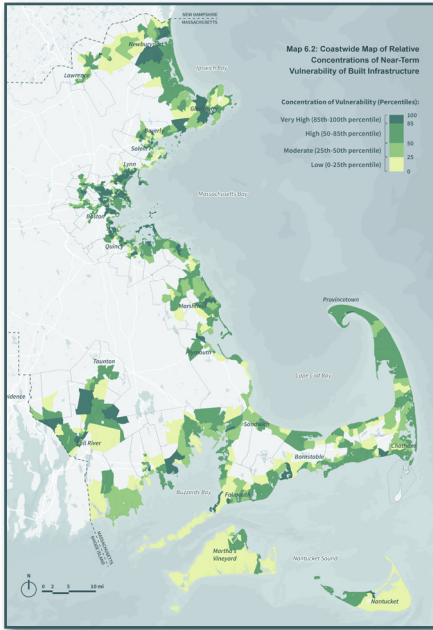 NEW HAMPSHIRE
MASSACHUSETTS
Map 6.2: Coastwide Map of Relative
Concentrations of Near-Term
Vulnerability of Built Infrastructure
Newburyport
Ipswich Bay
Lawrence
Concentration of Vulnerability (Percentiles):
Very High (85th-100th percentile)
High (50-85th percentile)
Moderate (25th-50th percentile)
Low (0-25th percentile)
100
85
50
25
0
Gloucester
Beverly
Salem
Lynn
Massachusetts Bay
Boston
Quincy
Marshfield
Provincetown
Plymouth
Cape Cod Bay
Taunton
idence
Fall River
Sandwich
Barnstable
Chatham
Buzzards Bay
Falmouth
MASSACHUSETTS
RHODE ISLAND
Martha's
Vineyard
Nantucket Sound
Nantucket
N
0 2 5 10 mi